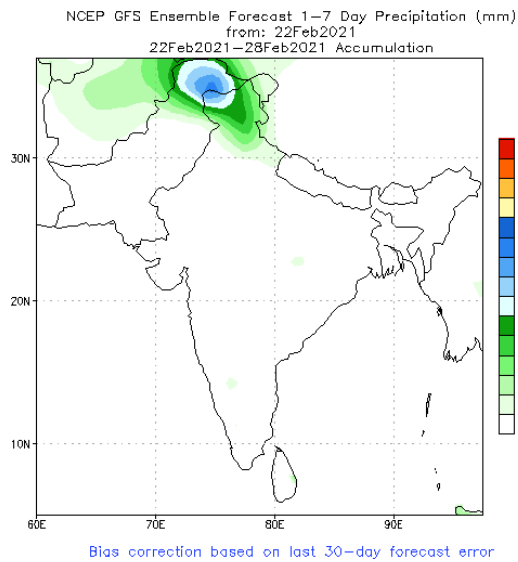 NCEP GFS Ensemble Forecast 1-7 Day Precipitation (mm)
from: 22Feb2021
22Feb2021-28Feb2021 Accumulation
30N
20N
10N
60E 70E 80E 90E
Bias correction based on last 30-day forecast error